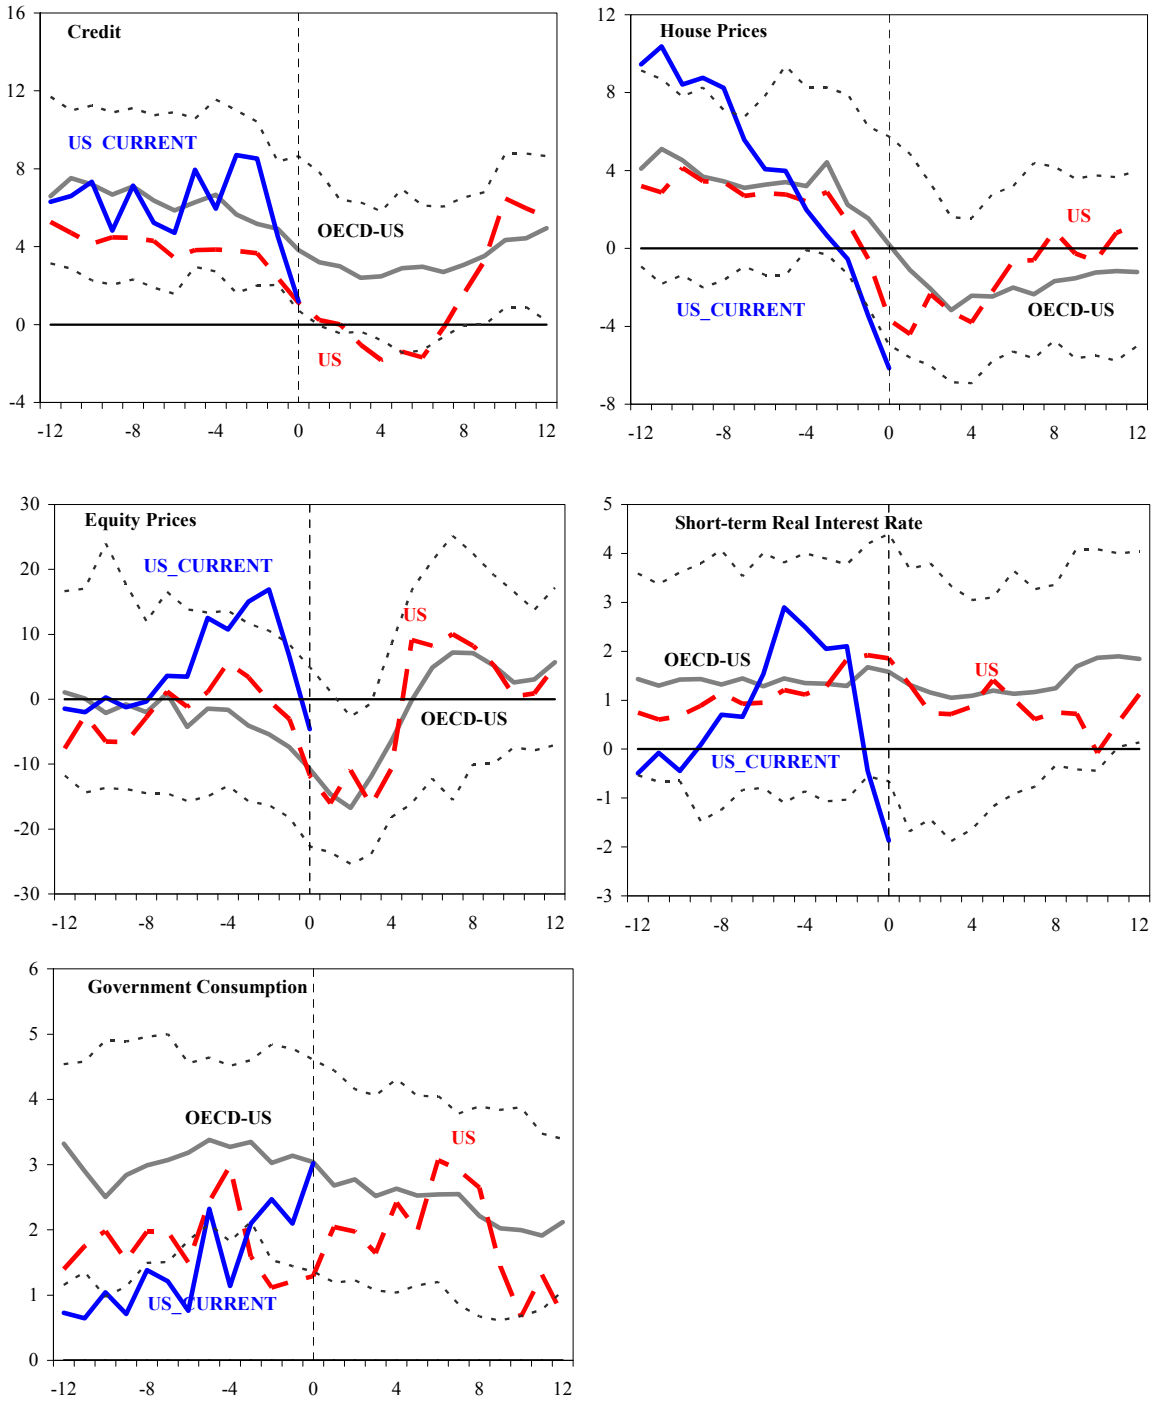 Credit
16
12
8
4
0
-4
US_CURRENT
OECD-US
US
-12 -8 -4 0 4 8 12
House Prices
12
8
4
0
-4
-8
US
US_CURRENT
OECD-US
-12 -8 -4 0 4 8 12
Equity Prices
30
20
10
0
-10
-20
-30
US_CURRENT
US
OECD-US
-12 -8 -4 0 4 8 12
Short-term Real Interest Rate
5
4
3
2
1
0
-1
-2
-3
OECD-US
US
US_CURRENT
-12 -8 -4 0 4 8 12
Government Consumption
6
5
4
3
2
1
0
OECD-US
US
US_CURRENT
-12 -8 -4 0 4 8 12